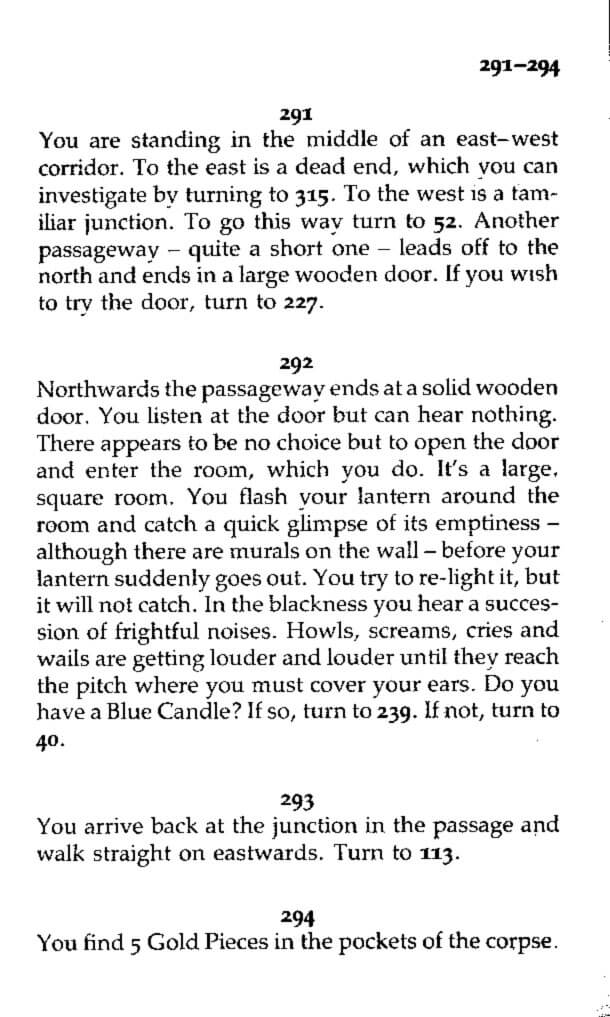 291–294
291
You are standing in the middle of an east–west
corridor. To the east is a dead end, which you can
investigate by turning to 315. To the west is a fam-
iliar junction. To go this way turn to 52. Another
passageway – quite a short one – leads off to the
north and ends in a large wooden door. If you wish
to try the door, turn to 227.
292
Northwards the passageway ends at a solid wooden
door. You listen at the door but can hear nothing.
There appears to be no choice but to open the door
and enter the room, which you do. It's a large,
square room. You flash your lantern around the
room and catch a quick glimpse of its emptiness –
although there are murals on the wall – before your
lantern suddenly goes out. You try to re-light it, but
it will not catch. In the blackness you hear a succes-
sion of frightful noises. Howls, screams, cries and
wails are getting louder and louder until they reach
the pitch where you must cover your ears. Do you
have a Blue Candle? If so, turn to 239. If not, turn to
40.
293
You arrive back at the junction in the passage and
walk straight on eastwards. Turn to 113.
294
You find 5 Gold Pieces in the pockets of the corpse.